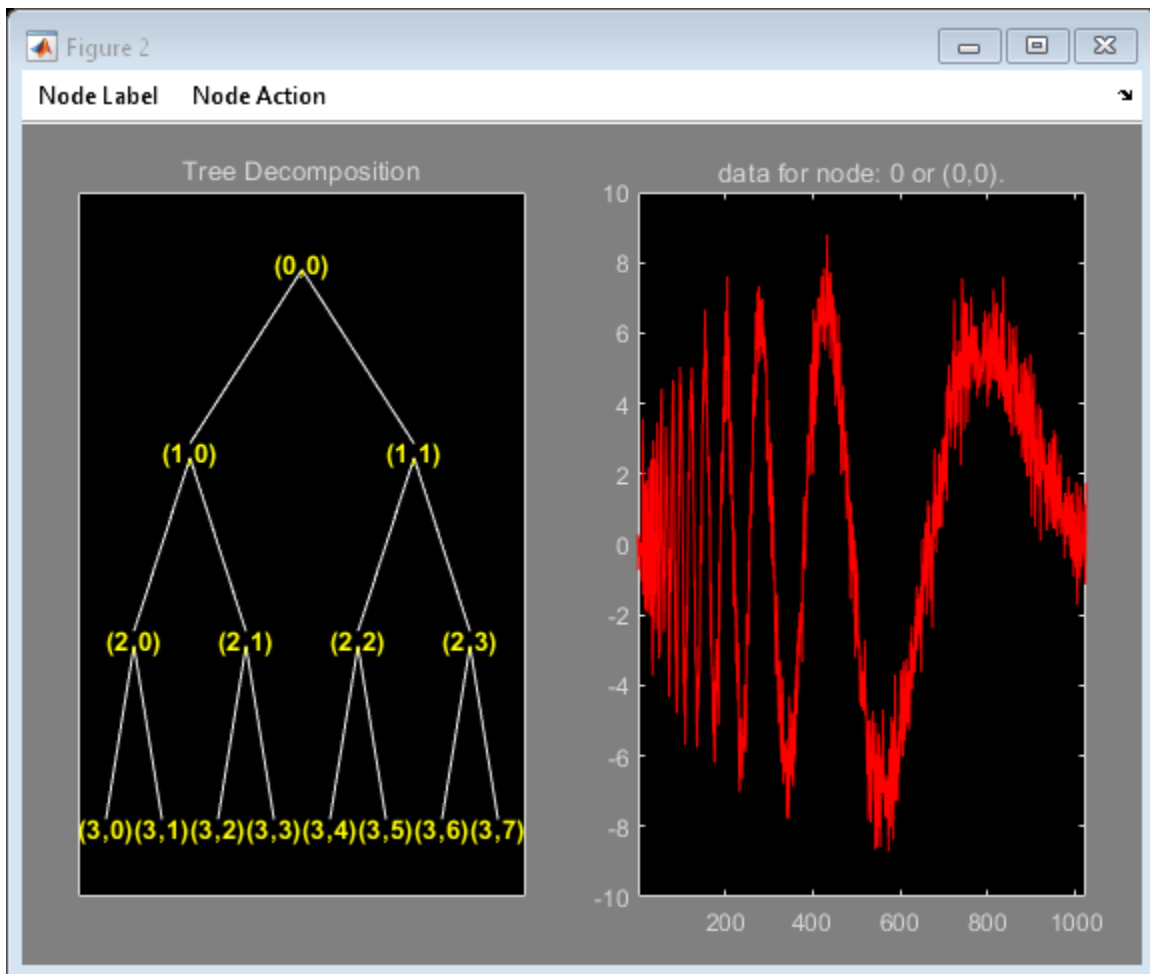 Figure 2
Node Label Node Action
Tree Decomposition
(0,0)
(1,0) (1,1)
(2,0) (2,1) (2,2) (2,3)
(3,0)(3,1)(3,2)(3,3)(3,4)(3,5)(3,6)(3,7)
data for node: 0 or (0,0).
10
8
6
4
2
0
-2
-4
-6
-8
-10
200 400 600 800 1000